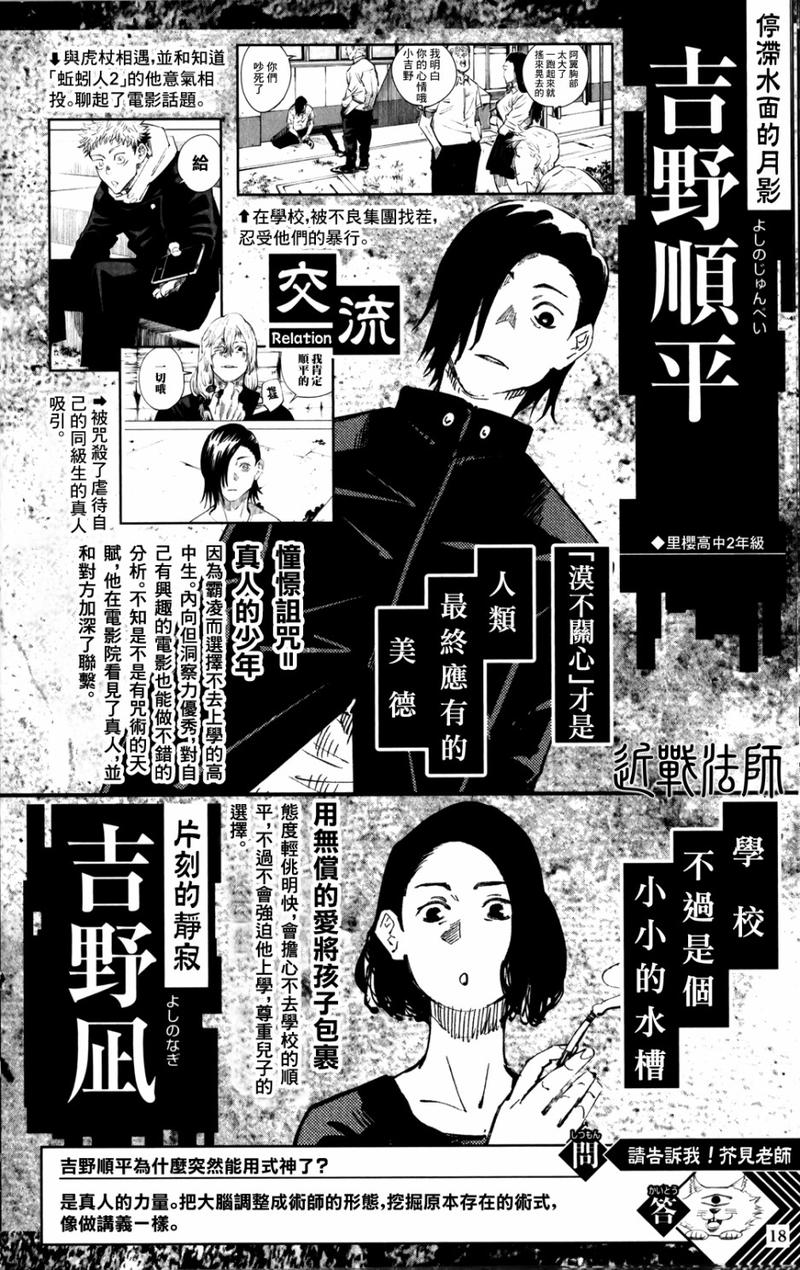 停滯水面的月影
吉野順平
よしのじゅんぺい
◆里櫻高中2年級
阿翼胸部
太大了
一跑起來就
搖來晃去的
我明白
你的心情哦
小吉野
你們
吵死了
⬆在學校，被不良集團找茬，
忍受他們的暴行。
⬇與虎杖相遇，並和知道
「蚯蚓人2」的他意氣相
投。聊起了電影話題。
給
交流
Relation
我肯定
順平的
一切哦
➡被咒殺了虐待自
己的同級生的真人
吸引。
「漠不關心」才是
人類
最終應有的
美德
憧憬詛咒=
真人的少年
因為霸凌而選擇不去上學的高
中生。內向但洞察力優秀，對自
己有興趣的電影也能做不錯的
分析。不知是不是有咒術的天
賦，他在電影院看見了真人，並
和對方加深了聯繫。
近戰法師
學校
不過是個
小小的水槽
用無償的愛將孩子包裹
態度輕佻明快，會擔心不去學校的順
平，不過不會強迫他上學，尊重兒子的
選擇。
片刻的靜寂
吉野凪
よしのなぎ
請告訴我！芥見老師
しつもん
問
吉野順平為什麼突然能用式神了？
かいとう
答
是真人的力量。把大腦調整成術師的形態，挖掘原本存在的術式，
像做講義一樣。
18